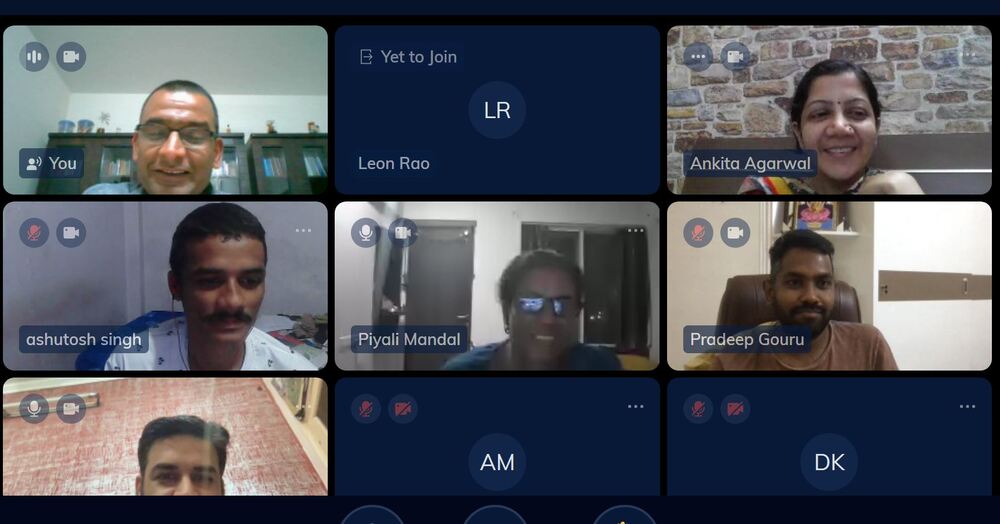 Yet to Join
LR
You
Leon Rao
Ankita Agarwal
ashutosh singh
Piyali Mandal
Pradeep Gouru
AM
DK